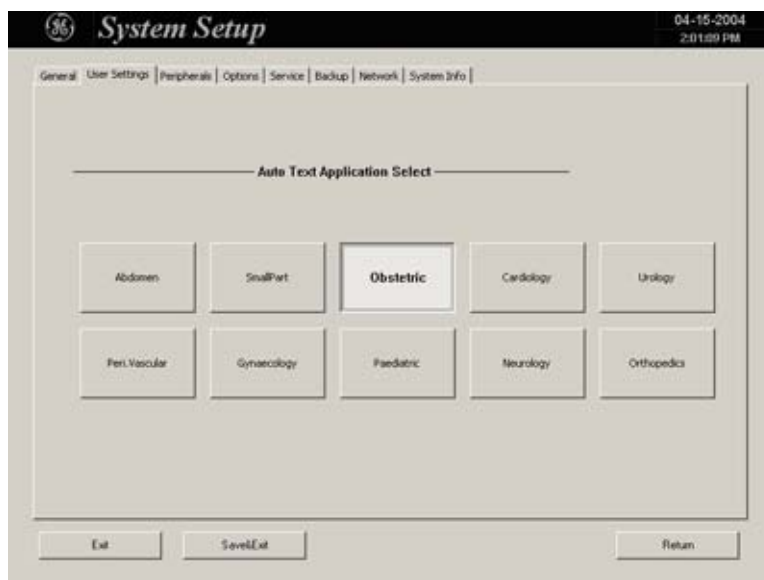 System Setup
04-15-2004
2:01:09 PM
General User Settings Peripherals Options Service Backup Network System Info
Auto Text Application Select
Abdomen SmallPart Obstetric Cardiology Urology
Peri.Vascular Gynaecology Paediatric Neurology Orthopedics
Exit Save&Exit Return